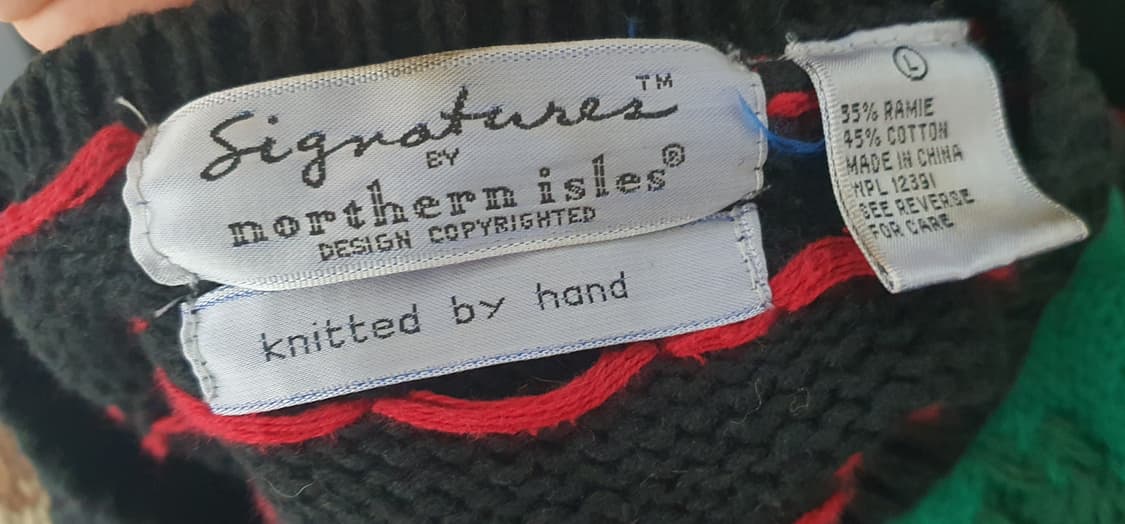 Signatures™
BY
northern isles®
DESIGN COPYRIGHTED
knitted by hand
L
55% RAMIE
45% COTTON
MADE IN CHINA
WPL 12391
SEE REVERSE
FOR CARE